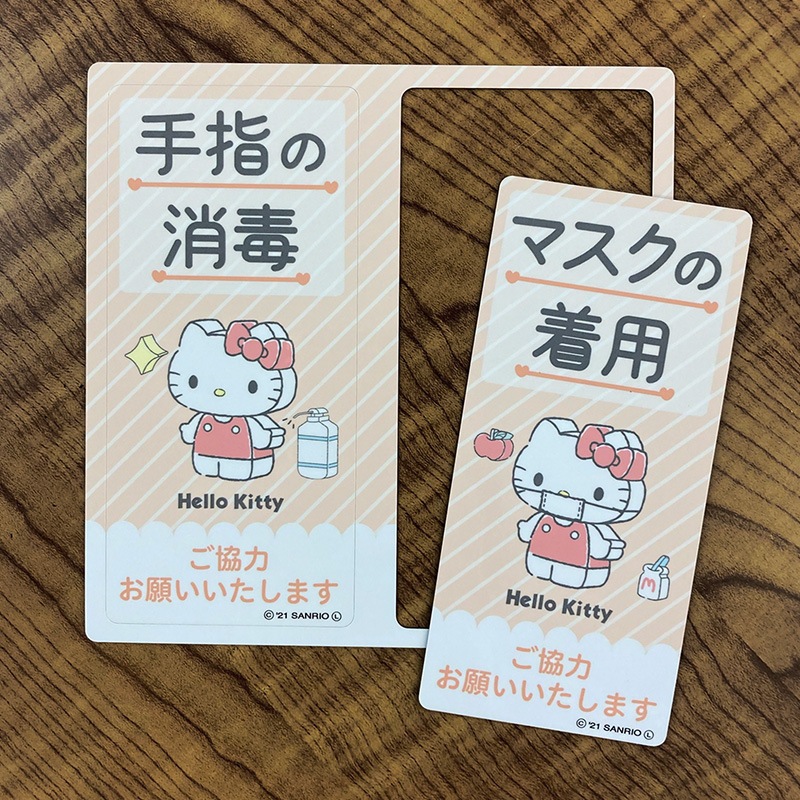 手指の
消毒
Hello Kitty
ご協力
お願いいたします
© '21 SANRIO Ⓛ
マスクの
着用
M
Hello Kitty
ご協力
お願いいたします
© '21 SANRIO Ⓛ